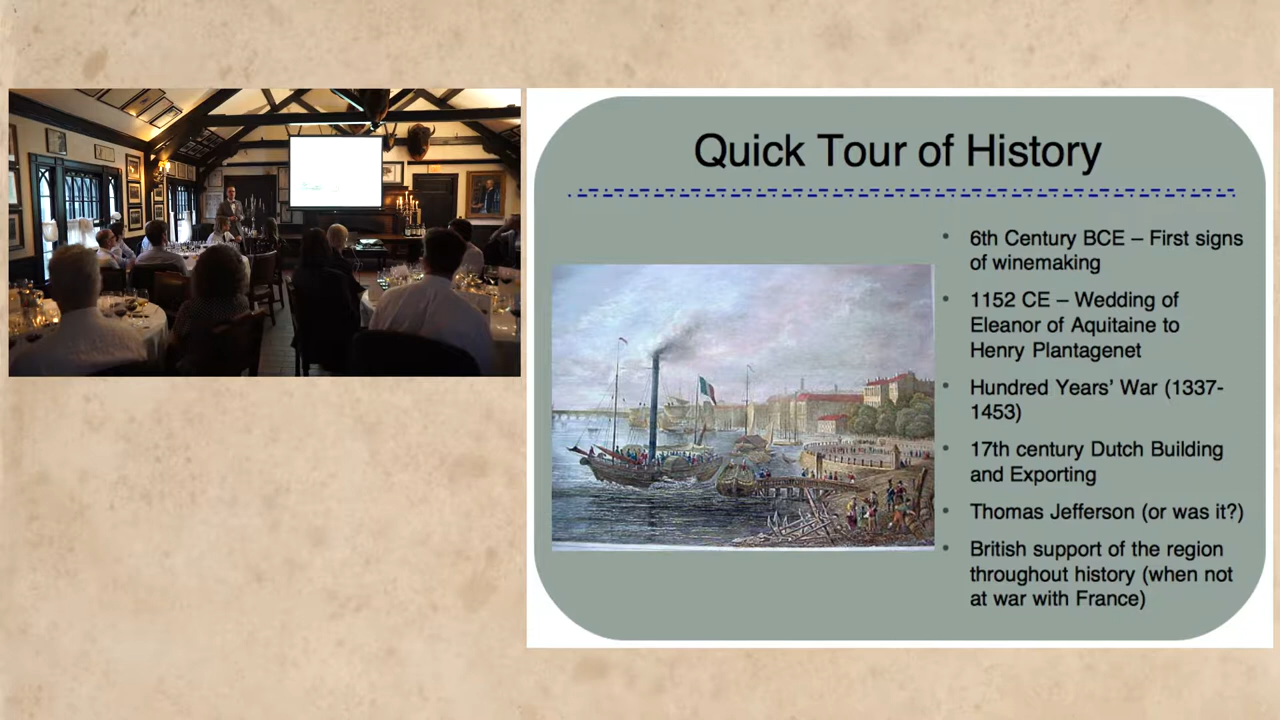 Quick Tour of History
• 6th Century BCE – First signs
of winemaking
• 1152 CE – Wedding of
Eleanor of Aquitaine to
Henry Plantagenet
• Hundred Years’ War (1337-
1453)
• 17th century Dutch Building
and Exporting
• Thomas Jefferson (or was it?)
• British support of the region
throughout history (when not
at war with France)